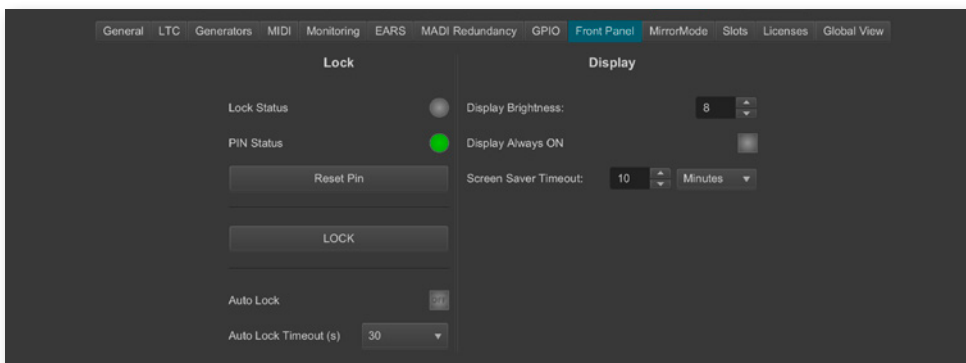 General LTC Generators MIDI Monitoring EARS MADI Redundancy GPIO Front Panel MirrorMode Slots Licenses Global View
Lock
Lock Status
PIN Status
Reset Pin
LOCK
Auto Lock OFF
Auto Lock Timeout (s) 30
Display
Display Brightness: 8
Display Always ON
Screen Saver Timeout: 10 Minutes